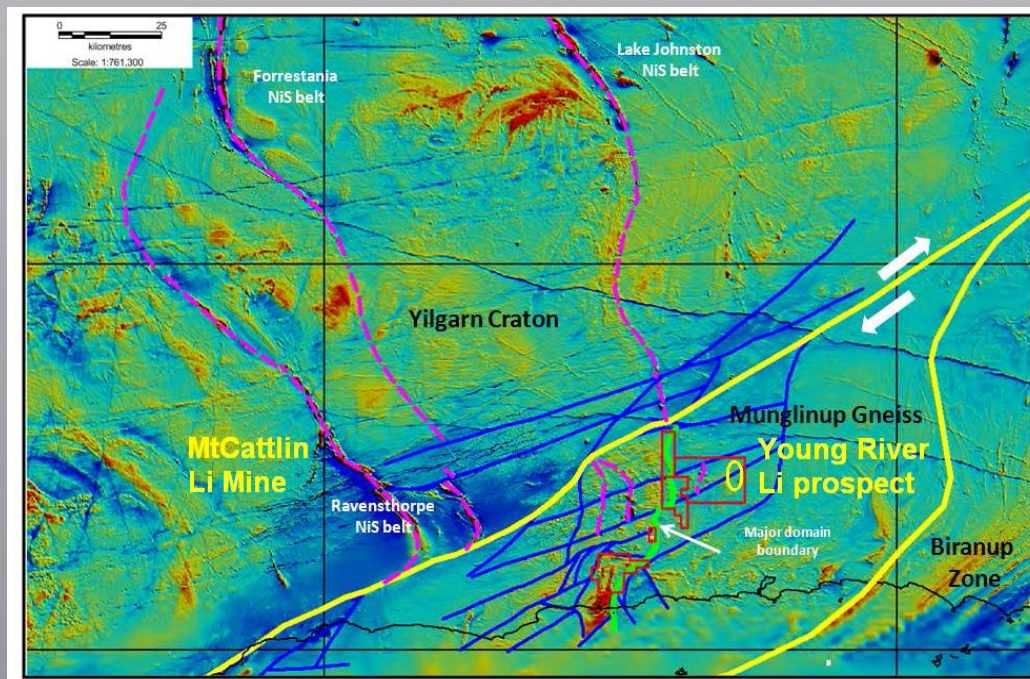 0
25
kilometres
Scale: 1:761,300
Forrestania
NiS belt
Lake Johnston
NiS belt
Yilgarn Craton
Munglinup Gneiss
MtCattlin
Li Mine
Young River
Li prospect
Ravensthorpe
NiS belt
Major domain
boundary
Biranup
Zone